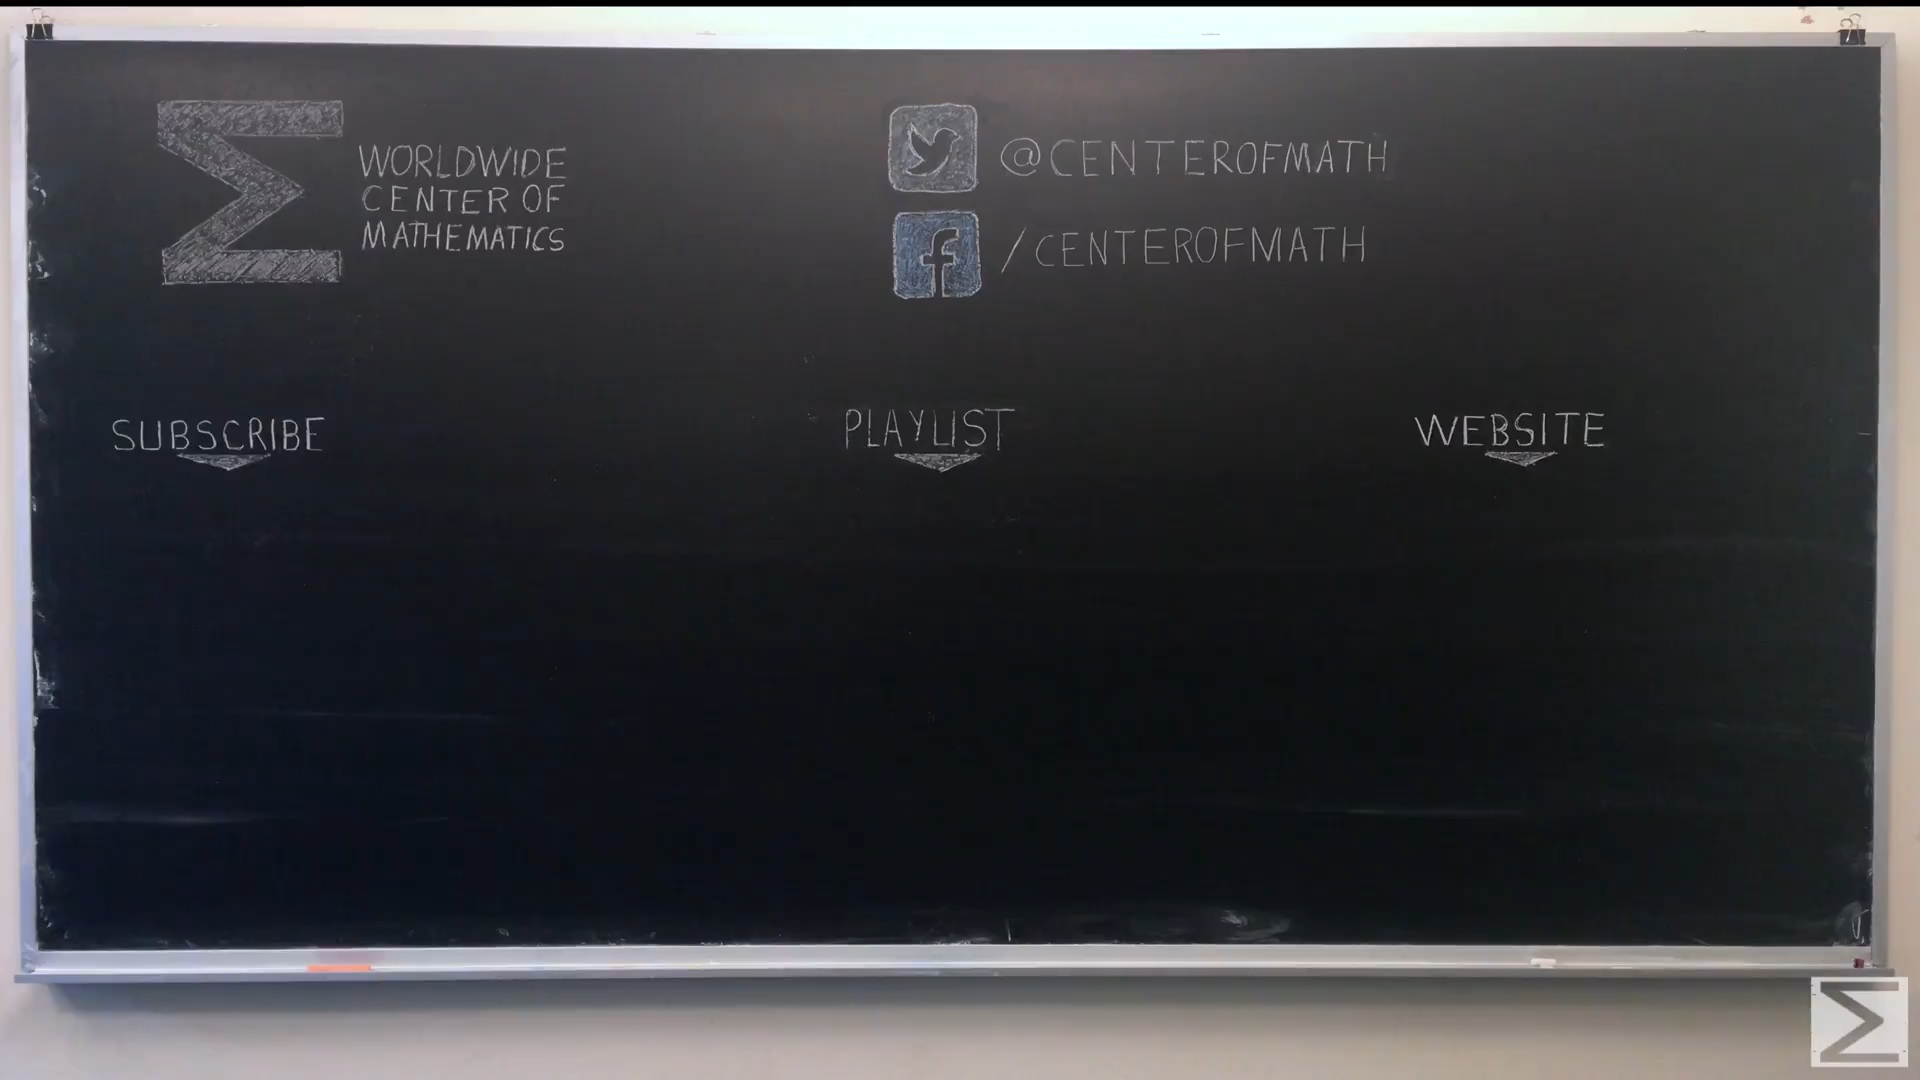 WORLDWIDE
CENTER OF
MATHEMATICS
@CENTEROFMATH
/CENTEROFMATH
SUBSCRIBE
PLAYLIST
WEBSITE